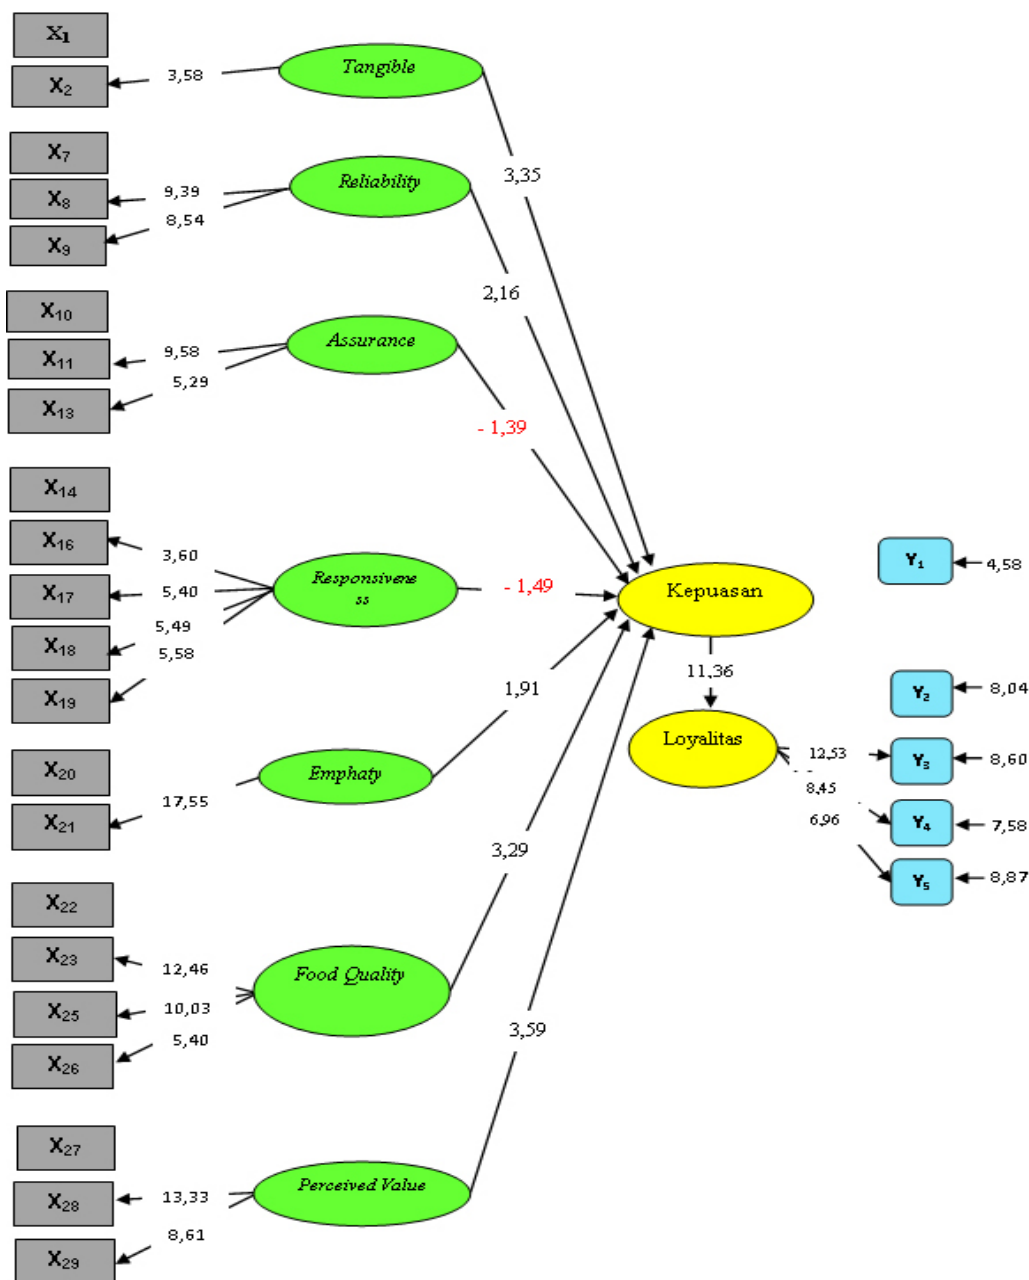 X₁
X₂
3,58
Tangible
3,35
X₇
X₈
X₉
9,39
8,54
Reliability
2,16
X₁₀
X₁₁
X₁₃
9,58
5,29
Assurance
- 1,39
X₁₄
X₁₆
X₁₇
X₁₈
X₁₉
3,60
5,40
5,49
5,58
Responsivene
ss
- 1,49
Kepuasan
11,36
Loyalitas
Y₁
4,58
Y₂
8,04
12,53
Y₃
8,60
8,45
Y₄
7,58
6,96
Y₅
8,87
X₂₀
X₂₁
17,55
Emphaty
1,91
X₂₂
X₂₃
X₂₅
X₂₆
12,46
10,03
5,40
Food Quality
3,29
X₂₇
X₂₈
X₂₉
13,33
8,61
Perceived Value
3,59